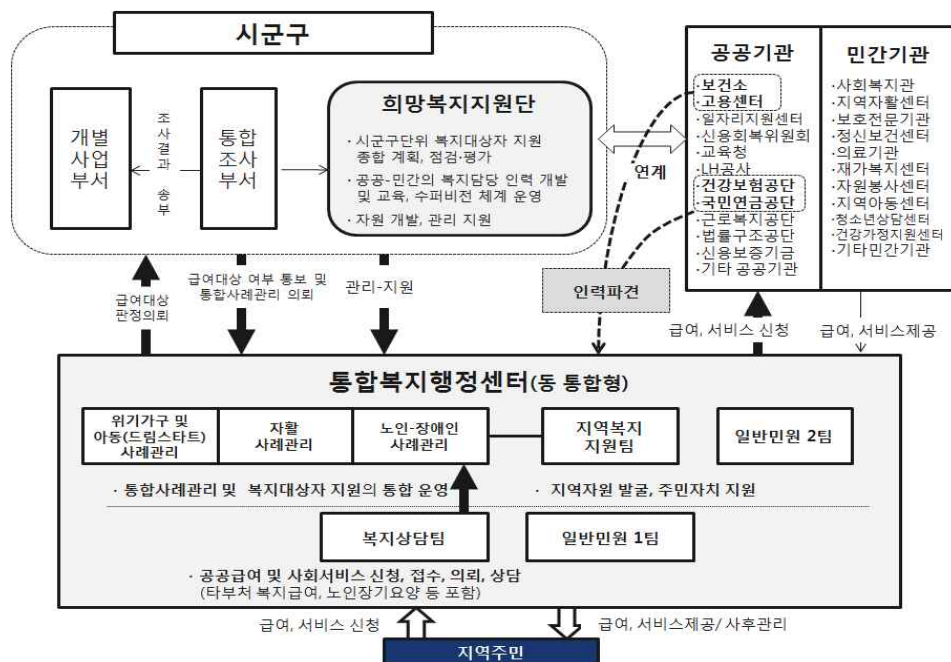 시군구
개별
사업
부서
조사결과 송부
통합
조사
부서
희망복지지원단
· 시군구단위 복지대상자 지원
종합 계획, 점검·평가
· 공공-민간의 복지담당 인력 개발
및 교육, 수퍼비전 체계 운영
· 자원 개발, 관리 지원
연계
공공기관
보건소
고용센터
일자리지원센터
신용회복위원회
교육청
LH공사
건강보험공단
국민연금공단
근로복지공단
법률구조공단
신용보증기금
기타 공공기관
민간기관
사회복지관
지역자활센터
보호전문기관
정신보건센터
의료기관
재가복지센터
자원봉사센터
지역아동센터
청소년상담센터
건강가정지원센터
기타민간기관
급여대상
판정의뢰
급여대상 여부 통보 및
통합사례관리 의뢰
관리-지원
인력파견
급여, 서비스 신청
급여, 서비스제공
통합복지행정센터(동 통합형)
위기가구 및
아동(드림스타트)
사례관리
자활
사례관리
노인-장애인
사례관리
지역복지
지원팀
일반민원 2팀
· 통합사례관리 및 복지대상자 지원의 통합 운영
· 지역자원 발굴, 주민자치 지원
복지상담팀
일반민원 1팀
· 공공급여 및 사회서비스 신청, 접수, 의뢰, 상담
(타부처 복지급여, 노인장기요양 등 포함)
급여, 서비스 신청
급여, 서비스제공/ 사후관리
지역주민